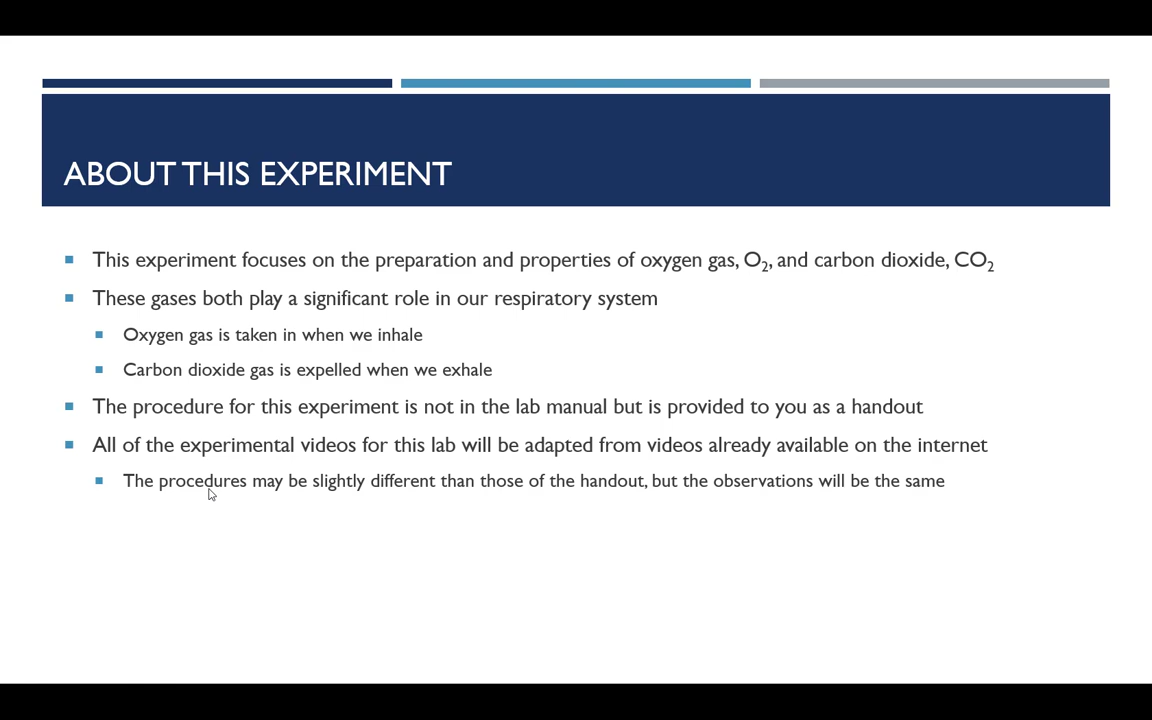 ABOUT THIS EXPERIMENT
This experiment focuses on the preparation and properties of oxygen gas, O₂, and carbon dioxide, CO₂
These gases both play a significant role in our respiratory system
Oxygen gas is taken in when we inhale
Carbon dioxide gas is expelled when we exhale
The procedure for this experiment is not in the lab manual but is provided to you as a handout
All of the experimental videos for this lab will be adapted from videos already available on the internet
The procedures may be slightly different than those of the handout, but the observations will be the same